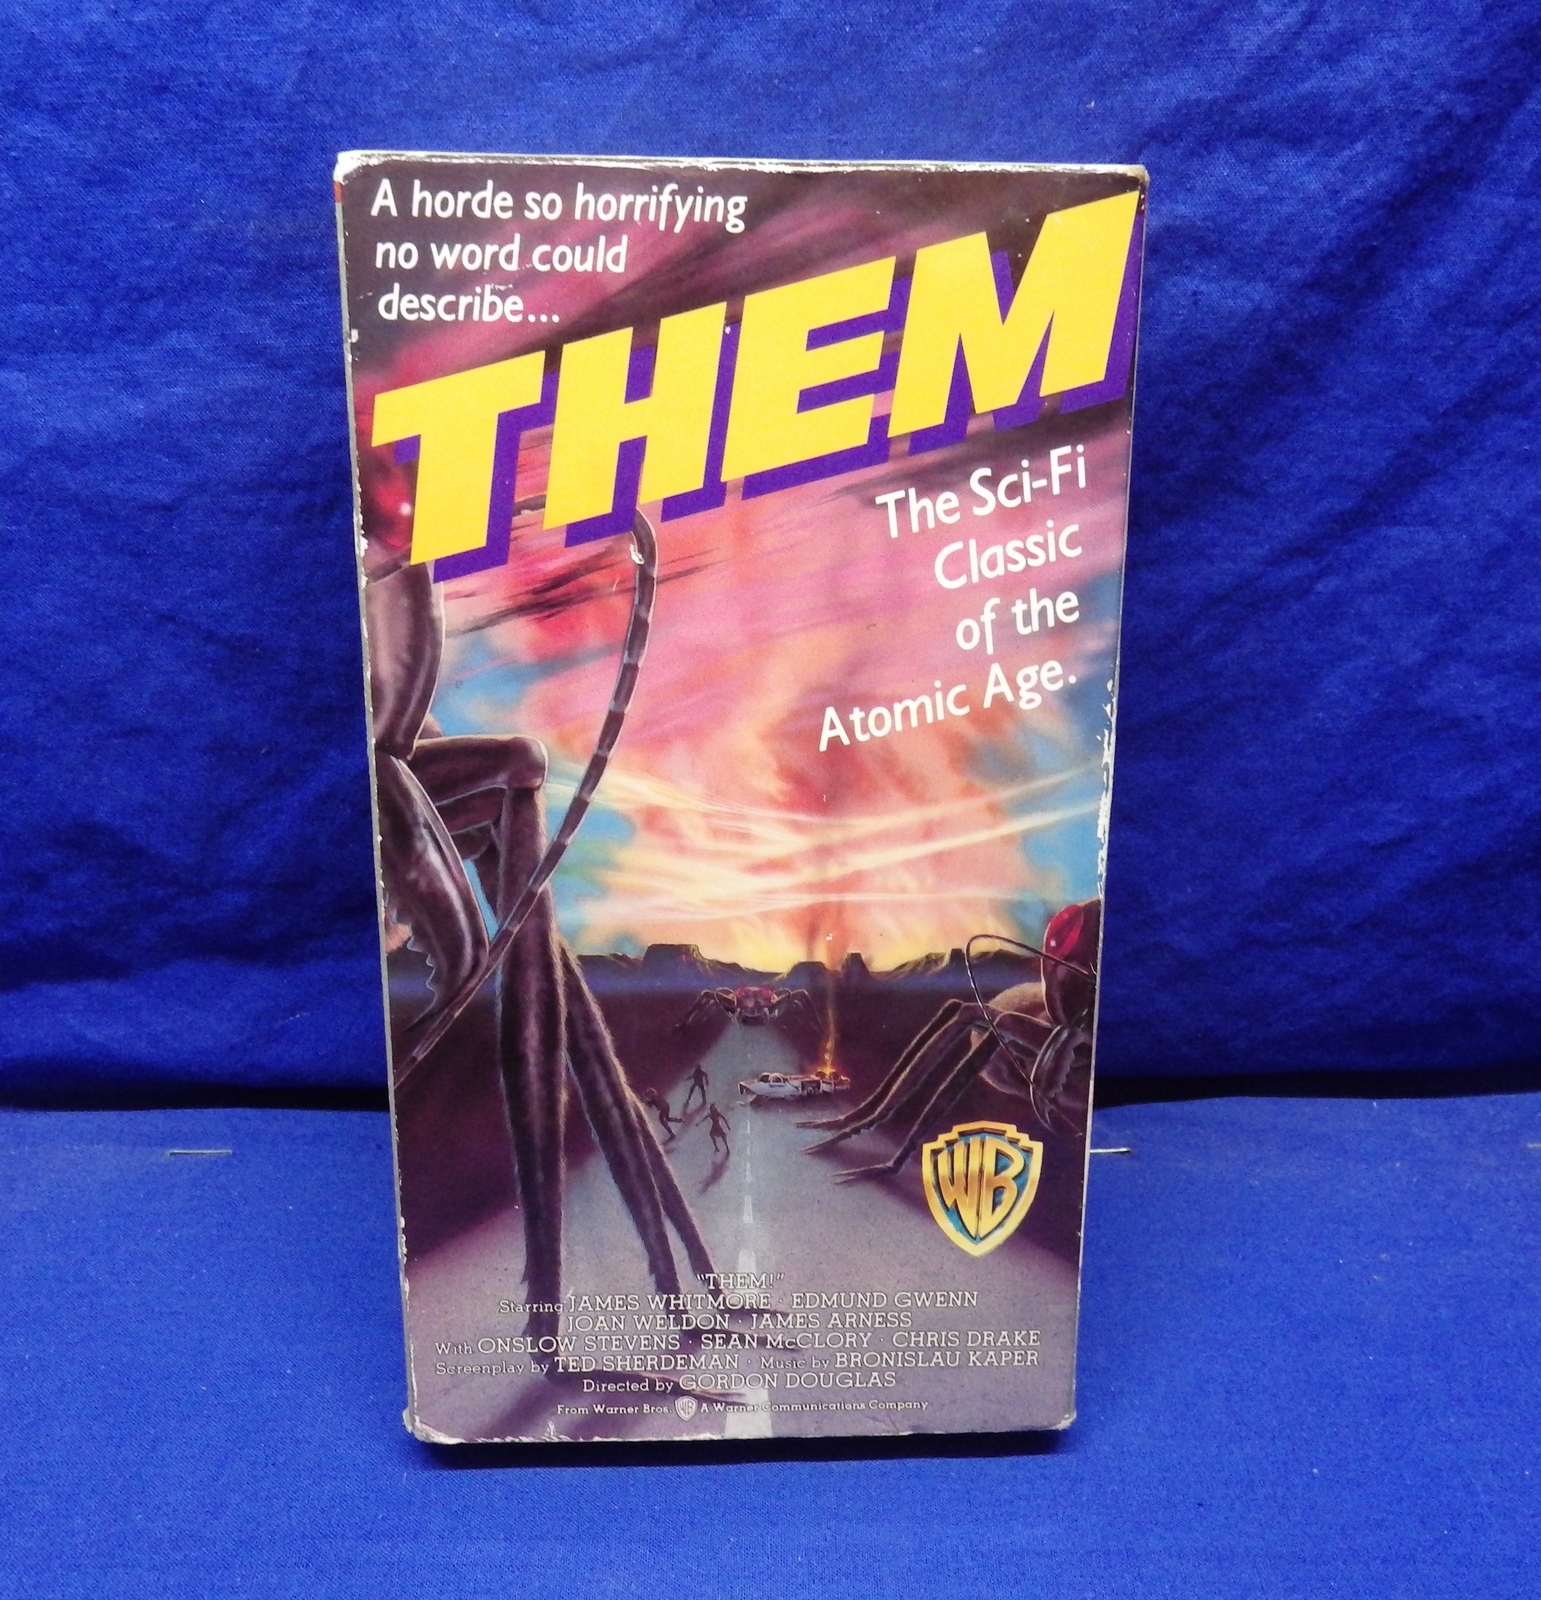 A horde so horrifying
no word could
describe...
THEM
The Sci-Fi
Classic
of the
Atomic Age.
WB
"THEM!"
Starring JAMES WHITMORE · EDMUND GWENN
JOAN WELDON · JAMES ARNESS
With ONSLOW STEVENS · SEAN McCLORY · CHRIS DRAKE
Screenplay by TED SHERDEMAN · Music by BRONISLAU KAPER
Directed by GORDON DOUGLAS
From Warner Bros. WB A Warner Communications Company